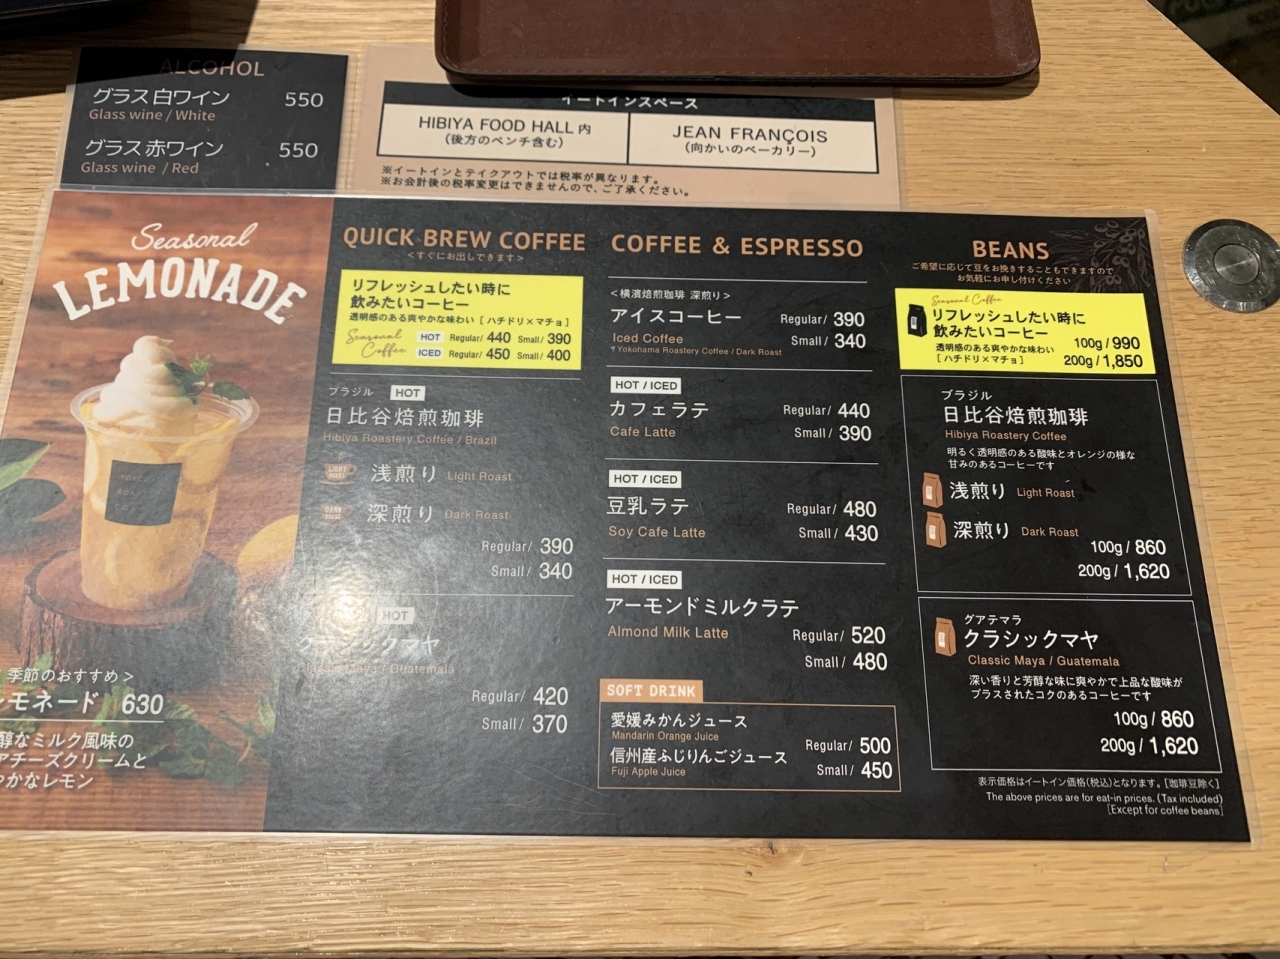 ALCOHOL
グラス白ワイン 550
Glass wine / White
グラス赤ワイン 550
Glass wine / Red
イートインスペース
HIBIYA FOOD HALL 内
(後方のベンチ含む)
JEAN FRANÇOIS
(向かいのベーカリー)
※イートインとテイクアウトでは税率が異なります。
※お会計後の税率変更はできませんので、ご了承ください。
Seasonal
LEMONADE
季節のおすすめ >
モネード 630
醇なミルク風味の
アチーズクリームと
やかなレモン
QUICK BREW COFFEE
<すぐにお出しできます>
リフレッシュしたい時に
飲みたいコーヒー
透明感のある爽やかな味わい [ ハチドリ×マチョ ]
Seasonal Coffee
HOT Regular/ 440 Small/ 390
ICED Regular/ 450 Small/ 400
ブラジル HOT
日比谷焙煎珈琲
Hibiya Roastery Coffee / Brazil
LIGHT ROAST 浅煎り Light Roast
DARK ROAST 深煎り Dark Roast
Regular/ 390
Small/ 340
HOT
クラシックマヤ
Classic Maya / Guatemala
Regular/ 420
Small/ 370
COFFEE & ESPRESSO
<横濱焙煎珈琲 深煎り>
アイスコーヒー
Iced Coffee
Yokohama Roastery Coffee / Dark Roast
Regular/ 390
Small/ 340
HOT / ICED
カフェラテ
Cafe Latte
Regular/ 440
Small/ 390
HOT / ICED
豆乳ラテ
Soy Cafe Latte
Regular/ 480
Small/ 430
HOT / ICED
アーモンドミルクラテ
Almond Milk Latte
Regular/ 520
Small/ 480
SOFT DRINK
愛媛みかんジュース
Mandarin Orange Juice
信州産ふじりんごジュース
Fuji Apple Juice
Regular/ 500
Small/ 450
BEANS
ご希望に応じて豆をお挽きすることもできますので
お気軽にお申し付けください
Seasonal Coffee
リフレッシュしたい時に
飲みたいコーヒー
透明感のある爽やかな味わい
[ ハチドリ×マチョ ]
100g / 990
200g / 1,850
ブラジル
日比谷焙煎珈琲
Hibiya Roastery Coffee
明るく透明感のある酸味とオレンジの様な
甘みのあるコーヒーです
浅煎り Light Roast
深煎り Dark Roast
100g / 860
200g / 1,620
グアテマラ
クラシックマヤ
Classic Maya / Guatemala
深い香りと芳醇な味に爽やかで上品な酸味が
プラスされたコクのあるコーヒーです
100g / 860
200g / 1,620
表示価格はイートイン価格(税込)となります。[珈琲豆除く]
The above prices are for eat-in prices. (Tax included)
[Except for coffee beans]